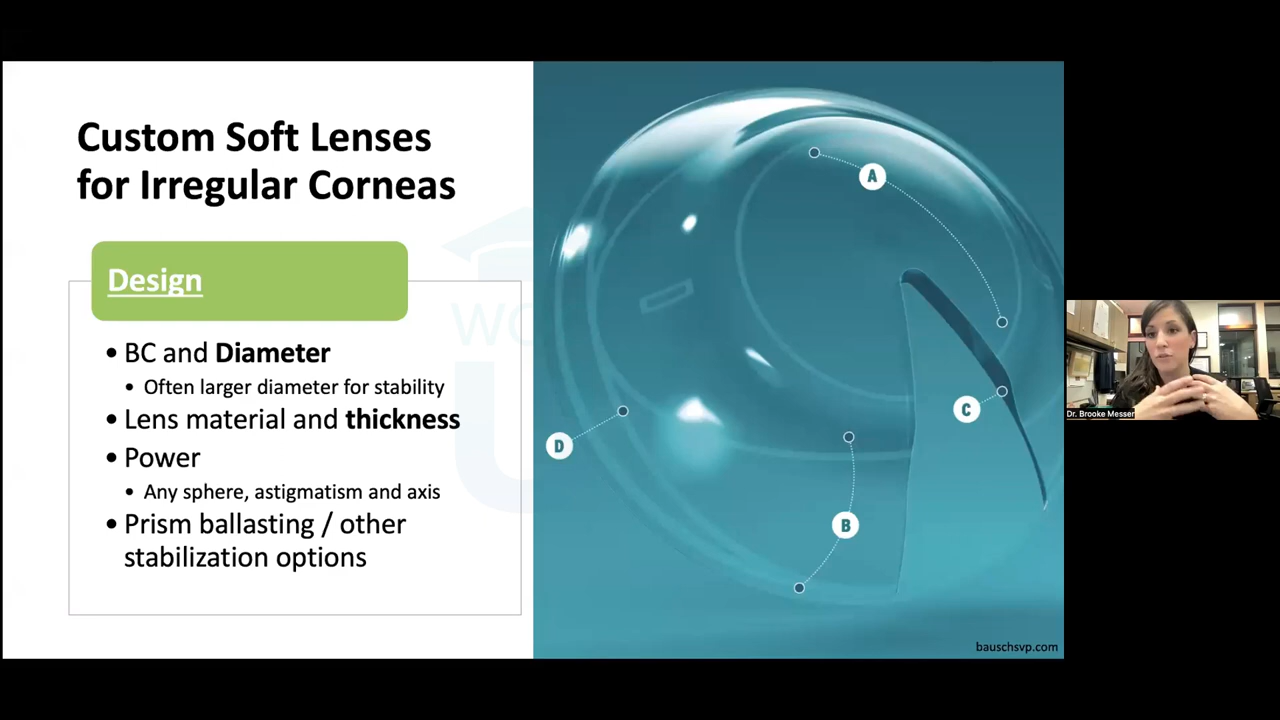 Custom Soft Lenses
for Irregular Corneas
Design
• BC and Diameter
• Often larger diameter for stability
• Lens material and thickness
• Power
• Any sphere, astigmatism and axis
• Prism ballasting / other
stabilization options
A
B
C
D
bauschsvp.com
Dr. Brooke Messer